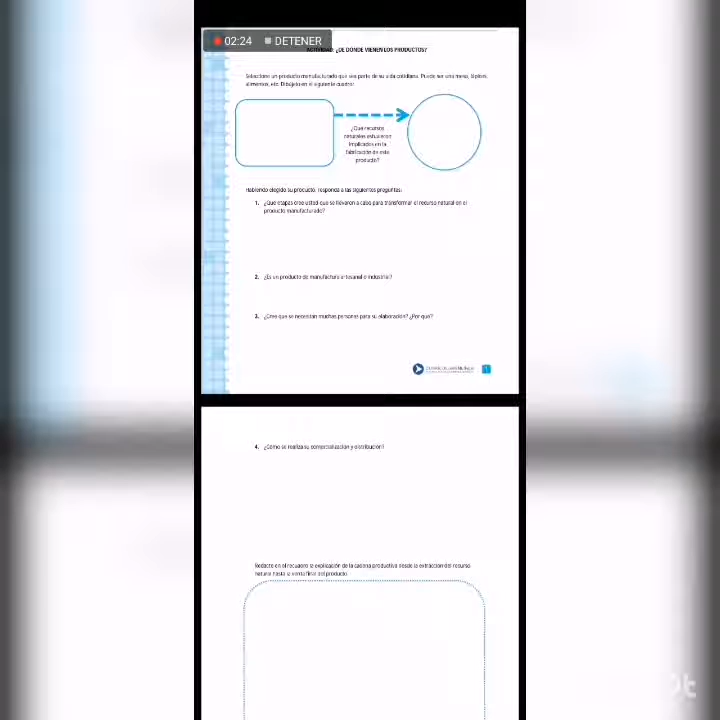 02:24 DETENER
ACTIVIDAD: ¿DE DONDE VIENEN LOS PRODUCTOS?
Seleccione un producto manufacturado que sea parte de su vida cotidiana. Puede ser una mesa, lápices,
alimentos, etc. Dibújelo en el siguiente cuadro:
¿Qué recursos
naturales estuvieron
implicados en la
fabricación de este
producto?
Habiendo elegido su producto, responda a las siguientes preguntas:
1. ¿Qué etapas cree usted que se llevaron a cabo para transformar el recurso natural en el
producto manufacturado?
2. ¿Es un producto de manufactura artesanal o industrial?
3. ¿Cree que se necesitan muchas personas para su elaboración? ¿Por qué?
1
4. ¿Cómo se realiza su comercialización y distribución?
Redacte en el recuadro la explicación de la cadena productiva desde la extracción del recurso
natural hasta la venta final del producto.